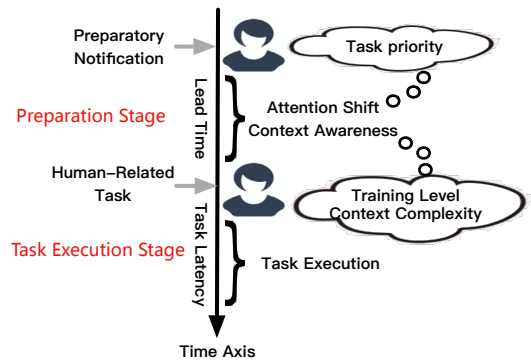 Preparatory
Notification
Task priority
Lead Time
Preparation Stage
Attention Shift
Context Awareness
Human-Related
Task
Training Level
Context Complexity
Task Latency
Task Execution Stage
Task Execution
Time Axis